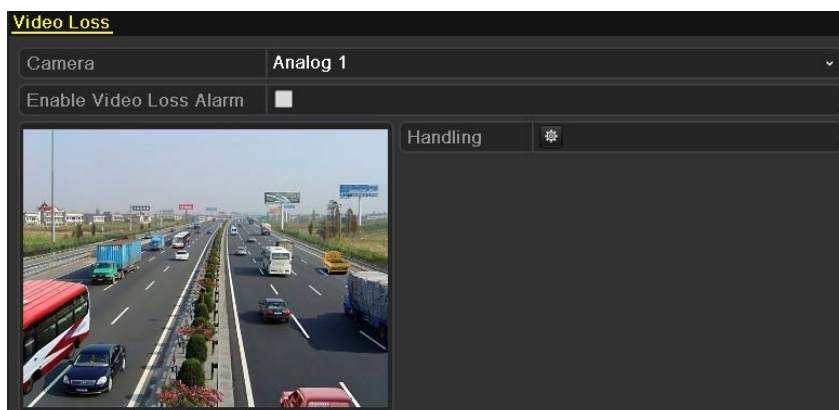 Video Loss
Camera
Analog 1
Enable Video Loss Alarm
Handling